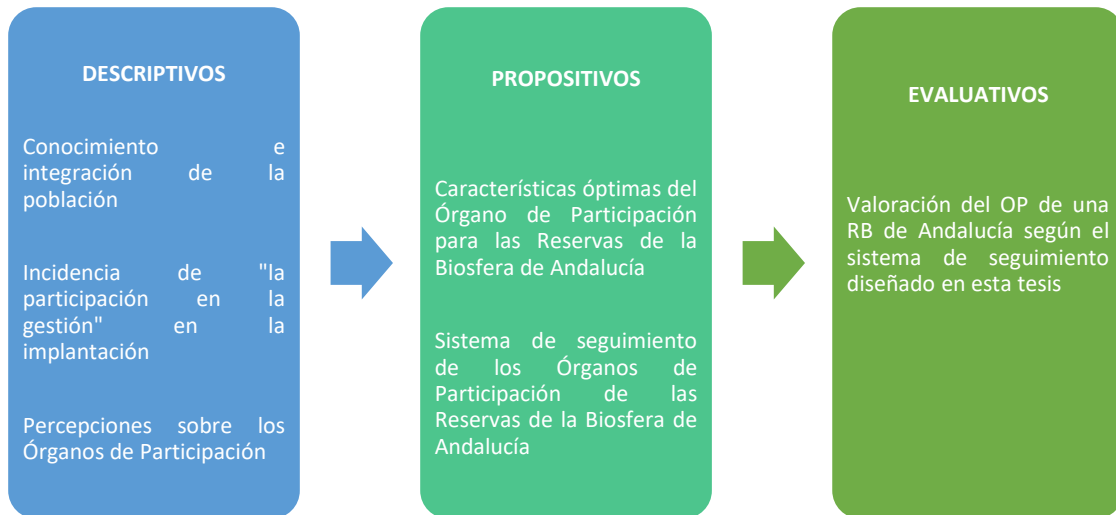 DESCRIPTIVOS
Conocimiento e
integración de la
población
Incidencia de "la
participación en la
gestión" en la
implantación
Percepciones sobre los
Órganos de Participación
PROPOSITIVOS
Características óptimas del
Órgano de Participación
para las Reservas de la
Biosfera de Andalucía
Sistema de seguimiento
de los Órganos de
Participación de las
Reservas de la Biosfera de
Andalucía
EVALUATIVOS
Valoración del OP de una
RB de Andalucía según el
sistema de seguimiento
diseñado en esta tesis